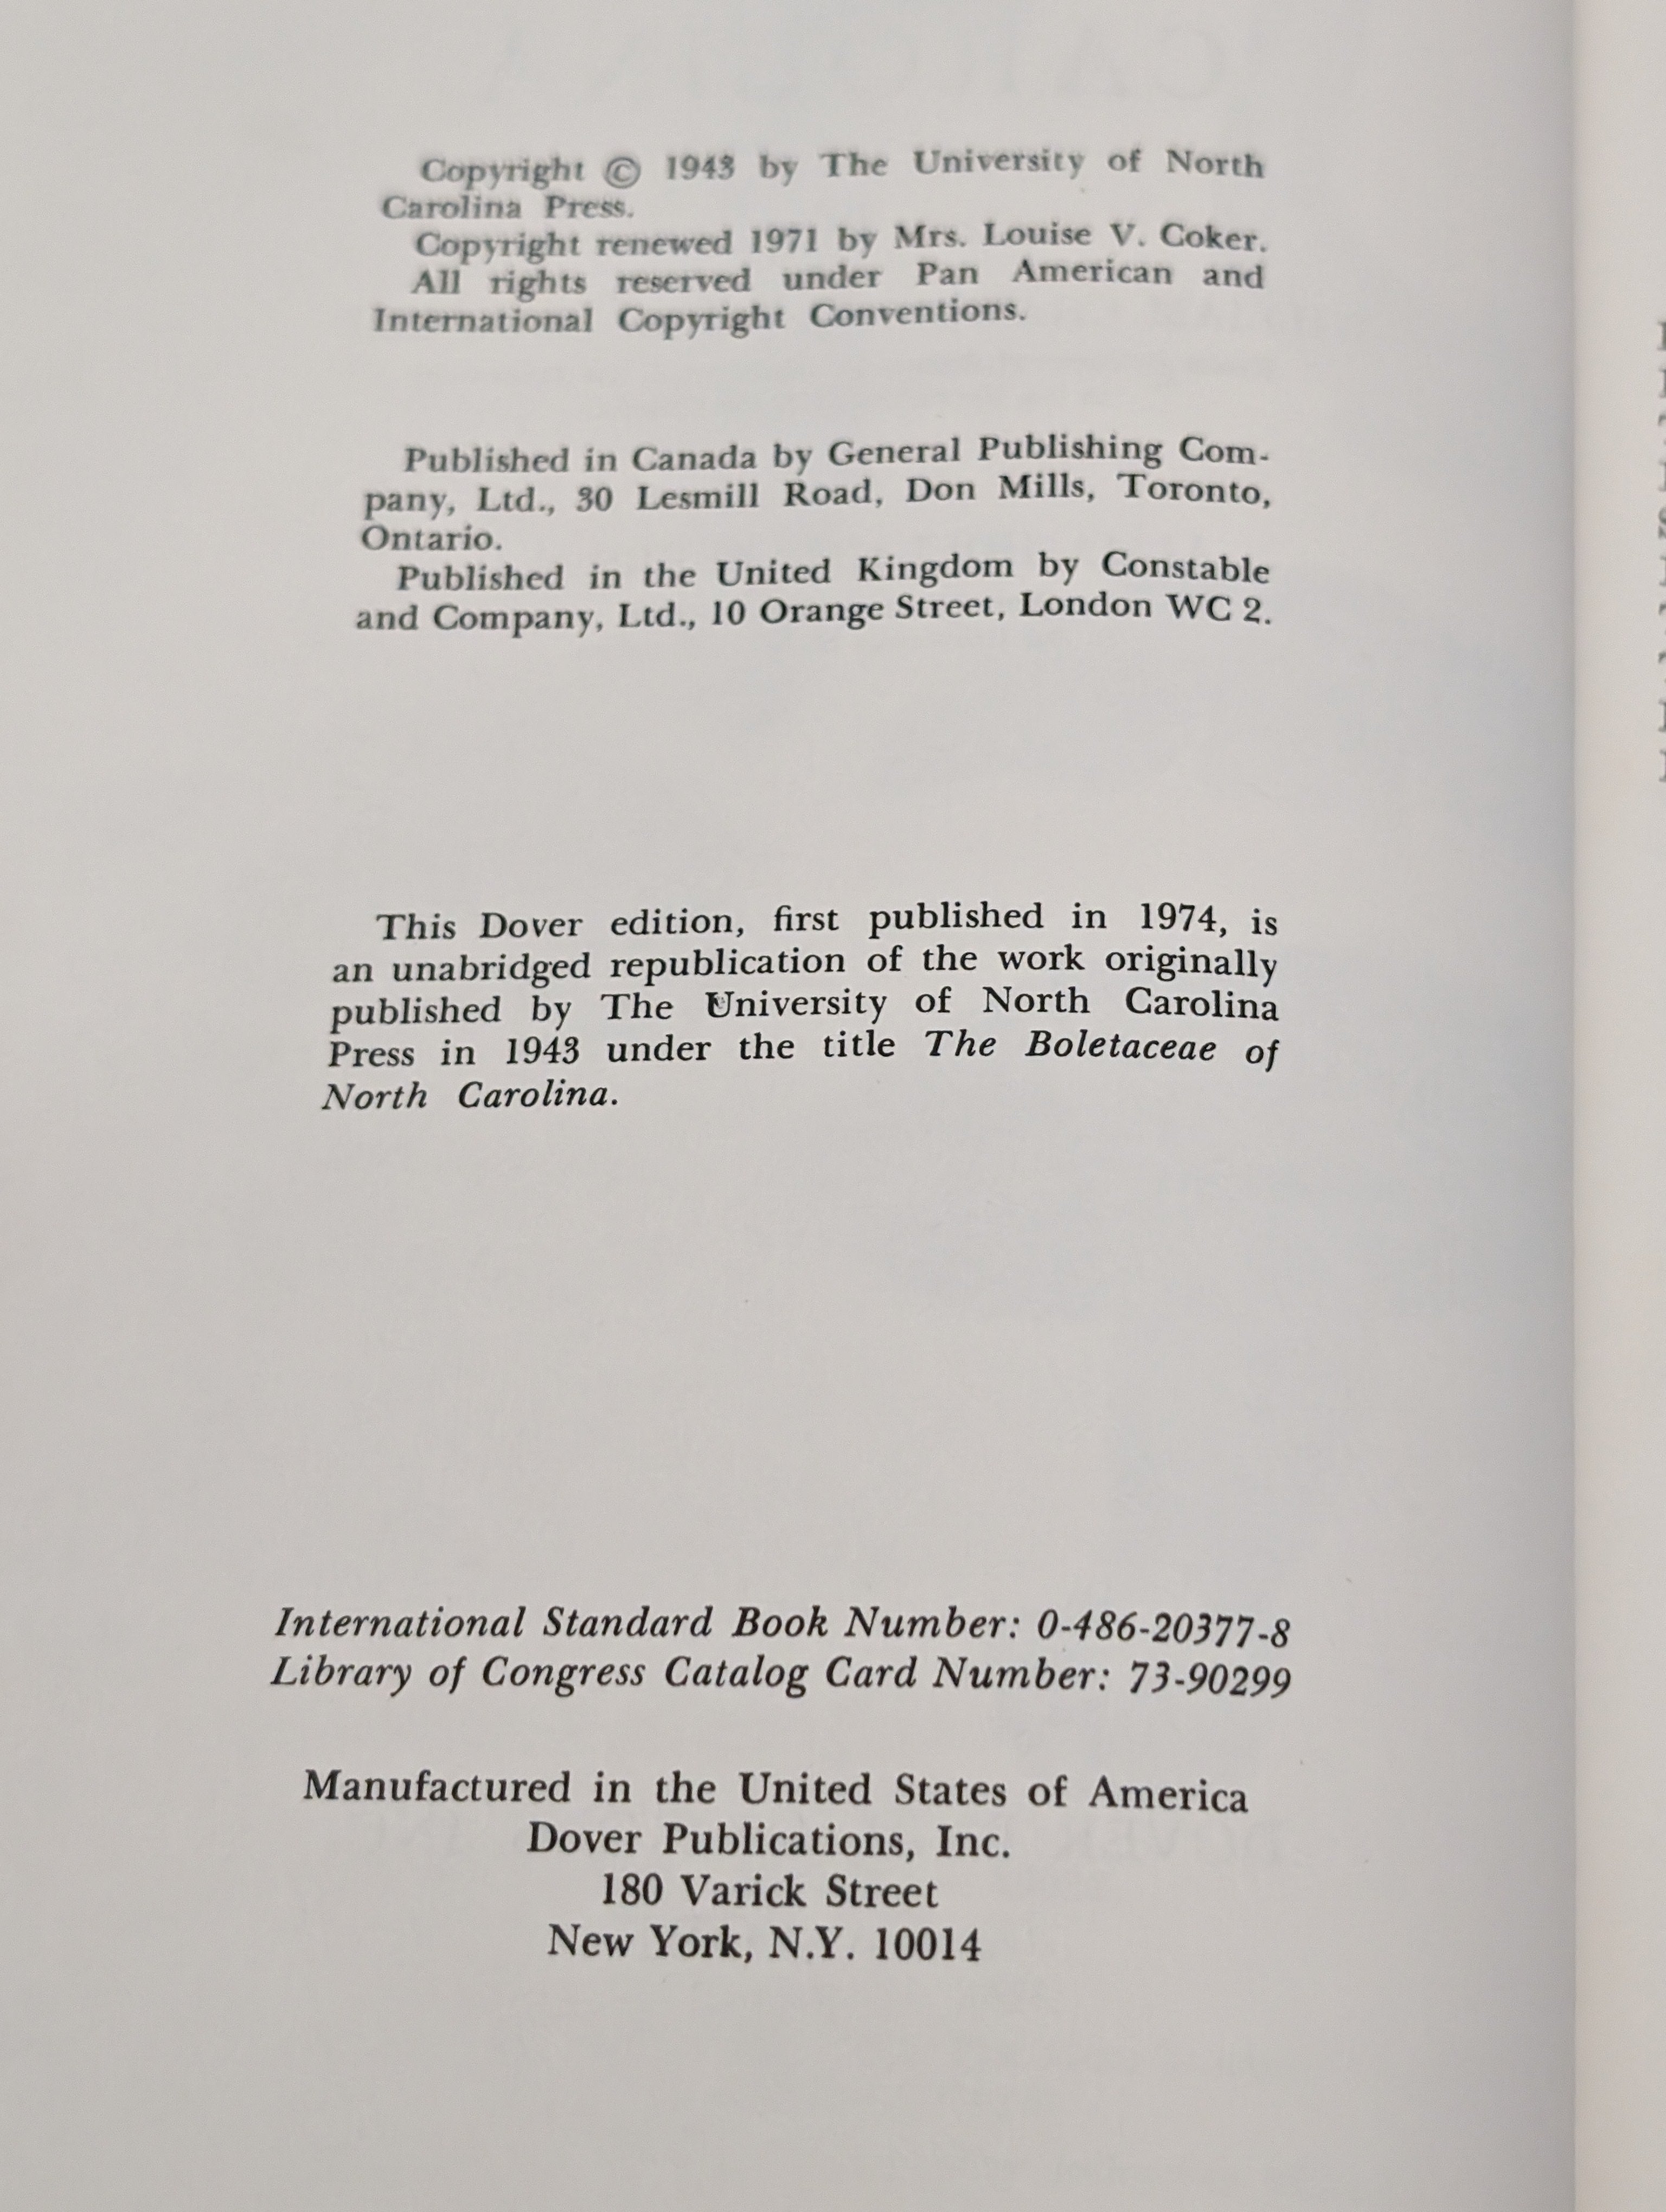 Copyright © 1943 by The University of North
Carolina Press.
Copyright renewed 1971 by Mrs. Louise V. Coker.
All rights reserved under Pan American and
International Copyright Conventions.
Published in Canada by General Publishing Com-
pany, Ltd., 30 Lesmill Road, Don Mills, Toronto,
Ontario.
Published in the United Kingdom by Constable
and Company, Ltd., 10 Orange Street, London WC 2.
This Dover edition, first published in 1974, is
an unabridged republication of the work originally
published by The University of North Carolina
Press in 1943 under the title The Boletaceae of
North Carolina.
International Standard Book Number: 0-486-20377-8
Library of Congress Catalog Card Number: 73-90299
Manufactured in the United States of America
Dover Publications, Inc.
180 Varick Street
New York, N.Y. 10014